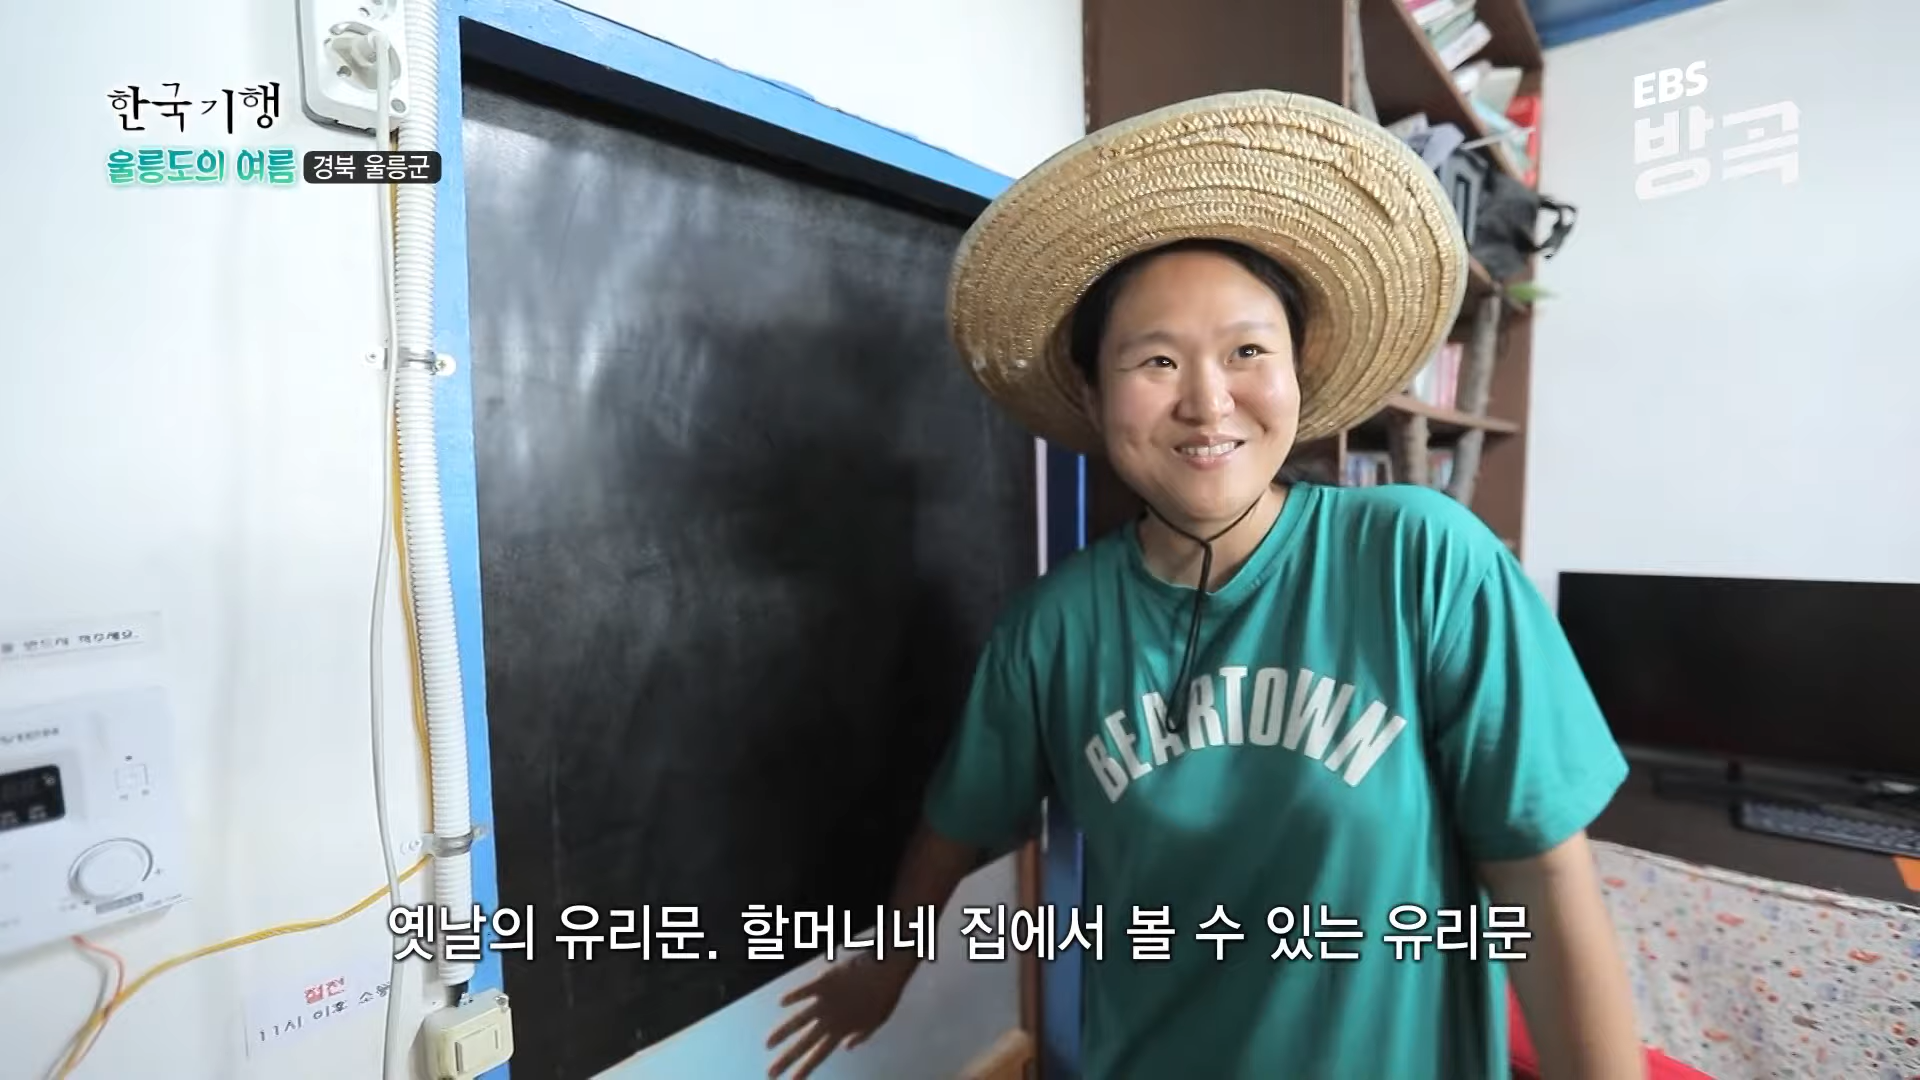 한국기행
울릉도의 여름 경북 울릉군
EBS
방곡
BEARTOWN
절전
11시 이후 소등
옛날의 유리문. 할머니네 집에서 볼 수 있는 유리문